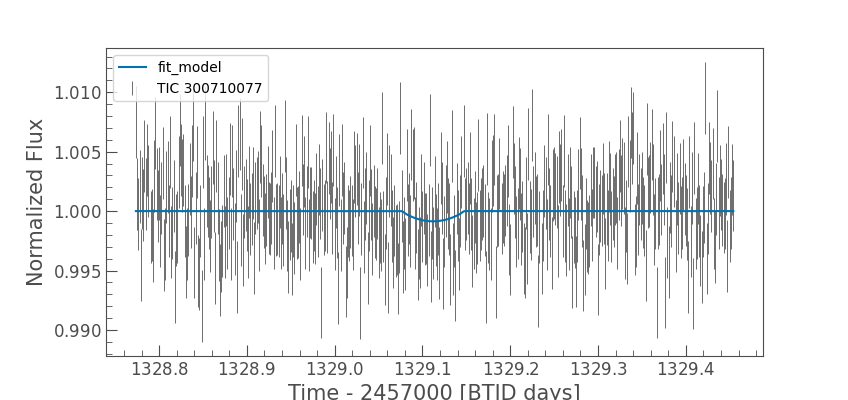 fit_model
TIC 300710077
Normalized Flux
1.010
1.005
1.000
0.995
0.990
1328.8 1328.9 1329.0 1329.1 1329.2 1329.3 1329.4
Time - 2457000 [BTJD days]